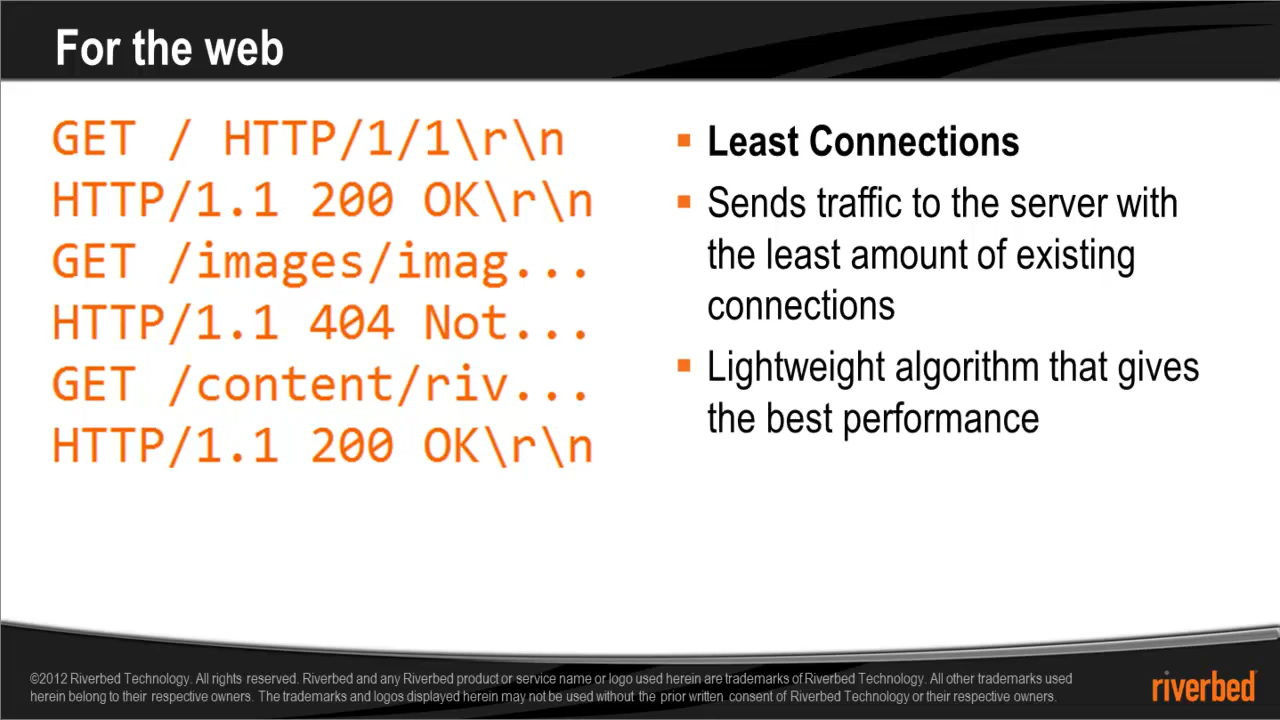 For the web
GET / HTTP/1/1\r\n
HTTP/1.1 200 OK\r\n
GET /images/imag...
HTTP/1.1 404 Not...
GET /content/riv...
HTTP/1.1 200 OK\r\n
Least Connections
Sends traffic to the server with
the least amount of existing
connections
Lightweight algorithm that gives
the best performance
©2012 Riverbed Technology. All rights reserved. Riverbed and any Riverbed product or service name or logo used herein are trademarks of Riverbed Technology. All other trademarks used
herein belong to their respective owners. The trademarks and logos displayed herein may not be used without the prior written consent of Riverbed Technology or their respective owners.
riverbed